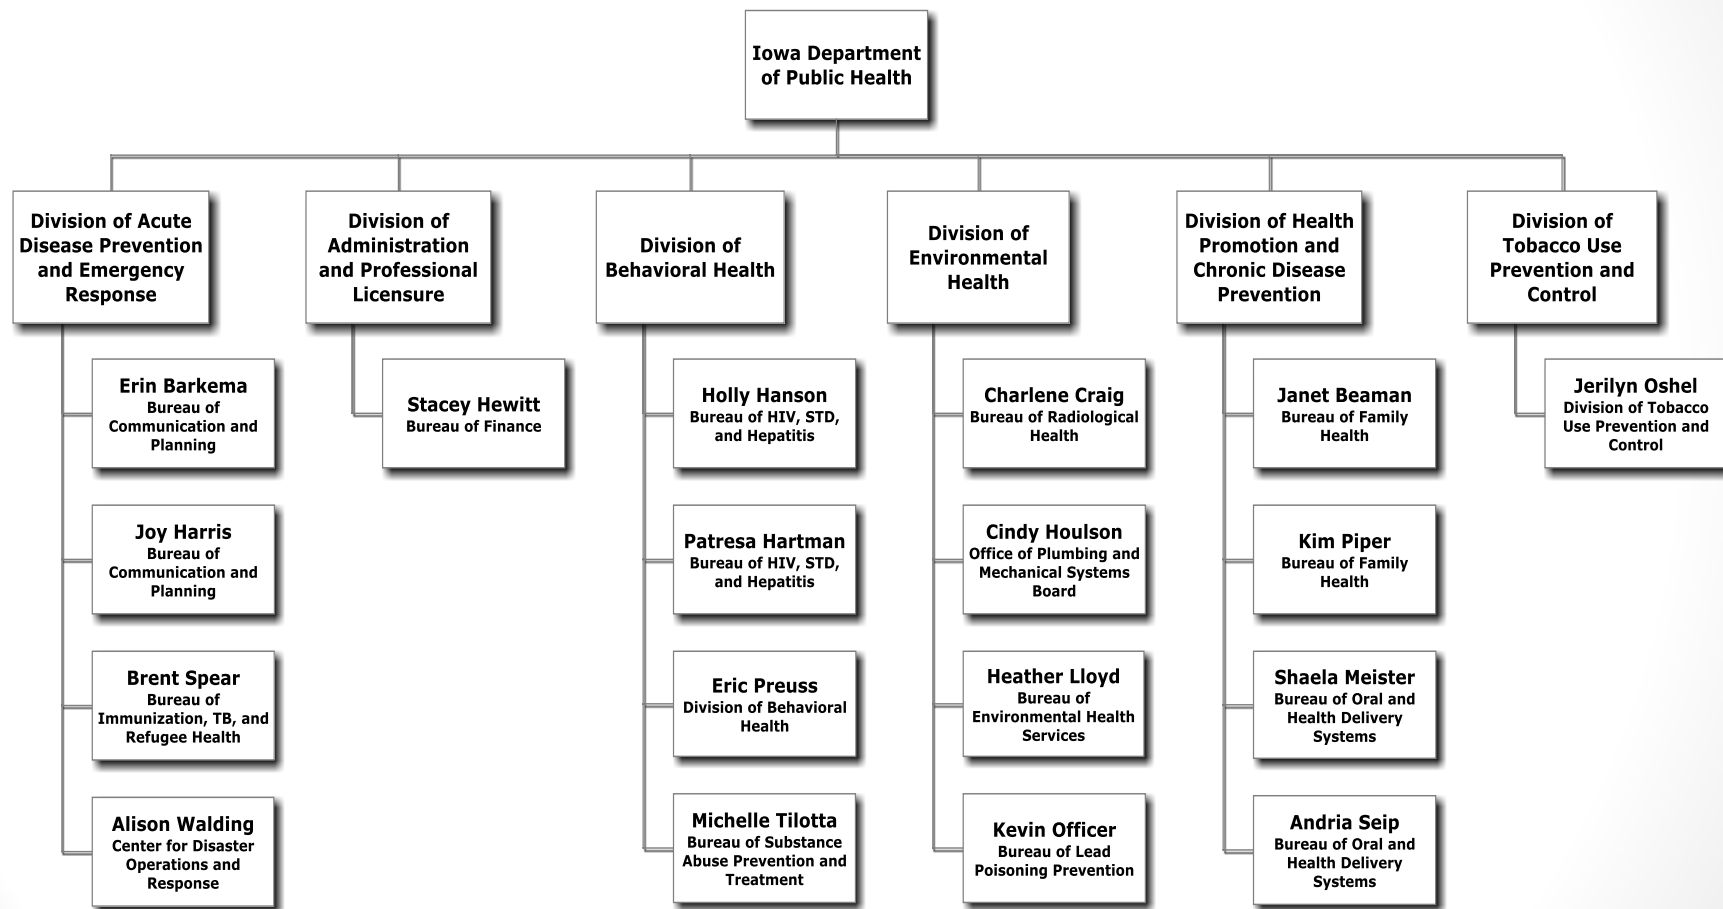 Iowa Department
of Public Health
Division of Acute
Disease Prevention
and Emergency
Response
Division of
Administration
and Professional
Licensure
Division of
Behavioral Health
Division of
Environmental
Health
Division of Health
Promotion and
Chronic Disease
Prevention
Division of
Tobacco Use
Prevention and
Control
Erin Barkema
Bureau of
Communication and
Planning
Joy Harris
Bureau of
Communication and
Planning
Brent Spear
Bureau of
Immunization, TB, and
Refugee Health
Alison Walding
Center for Disaster
Operations and
Response
Stacey Hewitt
Bureau of Finance
Holly Hanson
Bureau of HIV, STD,
and Hepatitis
Patresa Hartman
Bureau of HIV, STD,
and Hepatitis
Eric Preuss
Division of Behavioral
Health
Michelle Tilotta
Bureau of Substance
Abuse Prevention and
Treatment
Charlene Craig
Bureau of Radiological
Health
Cindy Houlson
Office of Plumbing and
Mechanical Systems
Board
Heather Lloyd
Bureau of
Environmental Health
Services
Kevin Officer
Bureau of Lead
Poisoning Prevention
Janet Beaman
Bureau of Family
Health
Kim Piper
Bureau of Family
Health
Shaela Meister
Bureau of Oral and
Health Delivery
Systems
Andria Seip
Bureau of Oral and
Health Delivery
Systems
Jerilyn Oshel
Division of Tobacco
Use Prevention and
Control